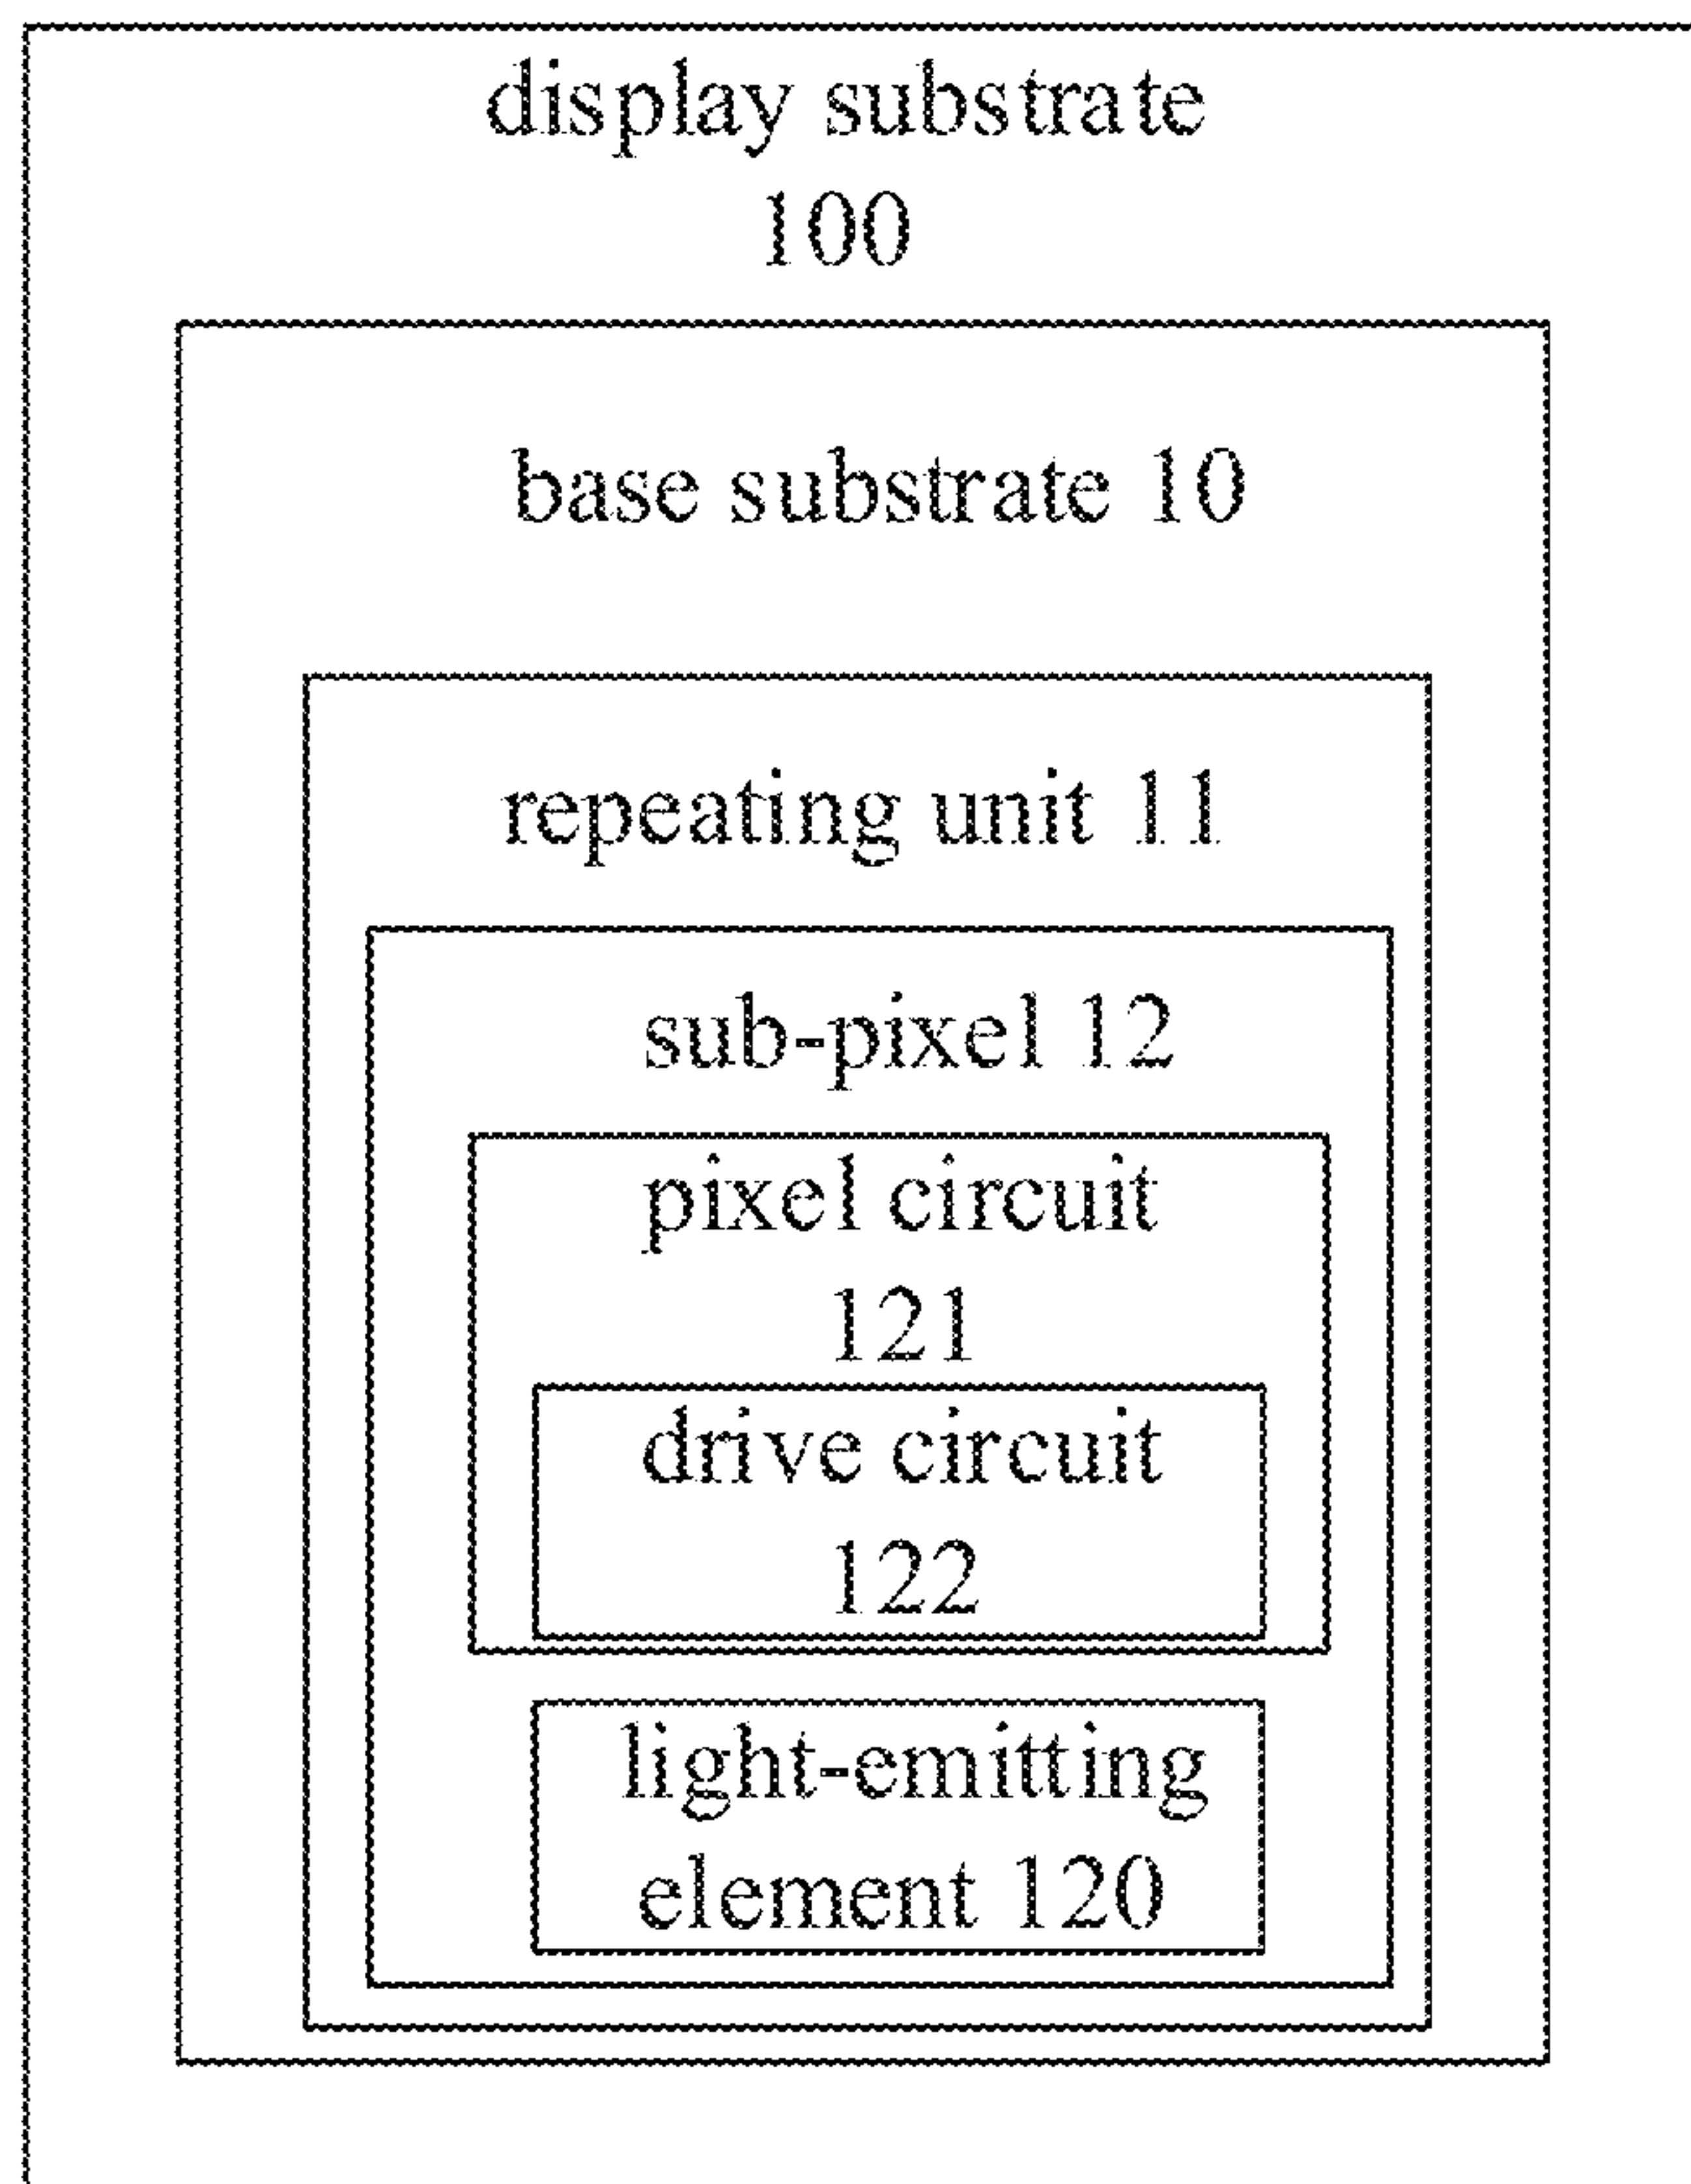 display substrate
100
base substrate 10
repeating unit 11
sub-pixel 12
pixel circuit
121
drive circuit
122
light-emitting
element 120